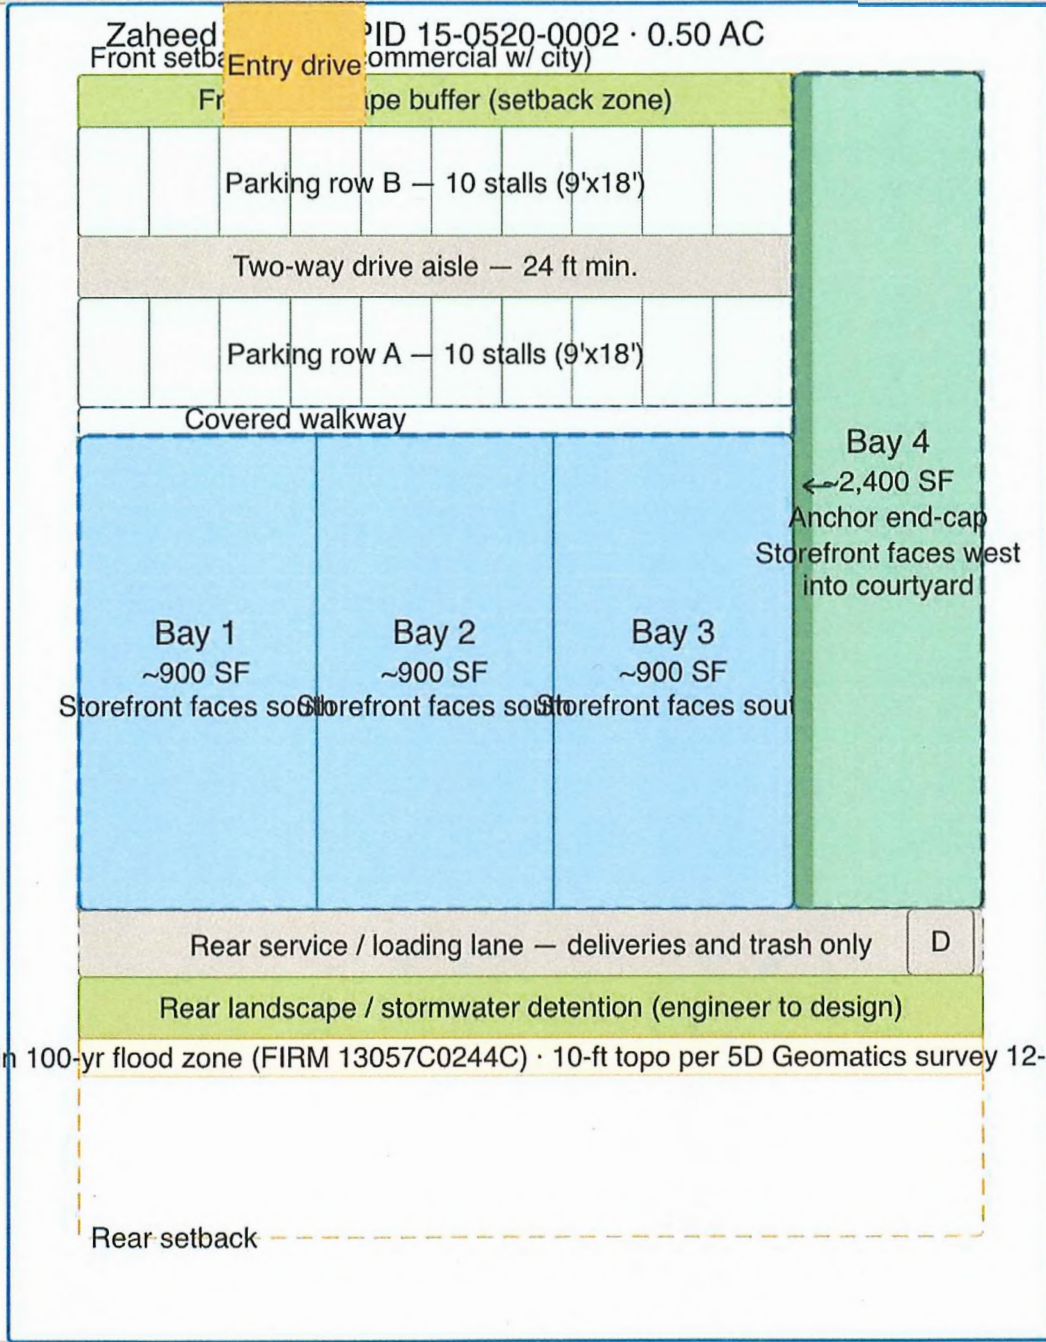 Zaheed PID 15-0520-0002 · 0.50 AC
Front setba ommercial w/ city)
Entry drive
Fr pe buffer (setback zone)
Parking row B — 10 stalls (9'x18')
Two-way drive aisle — 24 ft min.
Parking row A — 10 stalls (9'x18')
Covered walkway
Bay 4
~2,400 SF
Anchor end-cap
Storefront faces west
into courtyard
Bay 1
~900 SF
Storefront faces south
Bay 2
~900 SF
Storefront faces south
Bay 3
~900 SF
Storefront faces sout
Rear service / loading lane — deliveries and trash only
D
Rear landscape / stormwater detention (engineer to design)
n 100-yr flood zone (FIRM 13057C0244C) · 10-ft topo per 5D Geomatics survey 12-
Rear setback